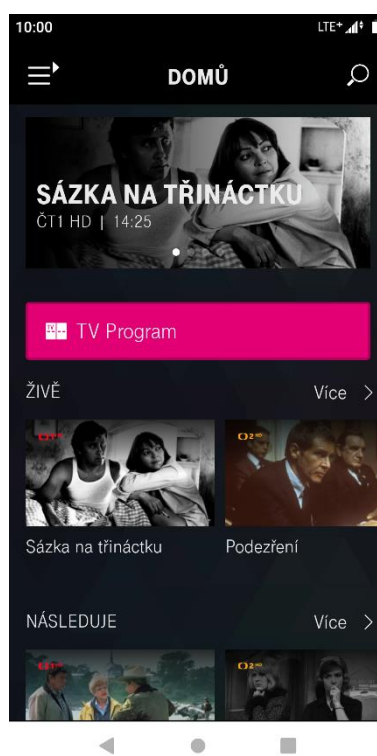 10:00 LTE+
DOMŮ
SÁZKA NA TŘINÁCTKU
ČT1 HD | 14:25
TV Program
ŽIVĚ Více
Sázka na třináctku Podezření
NÁSLEDUJE Více